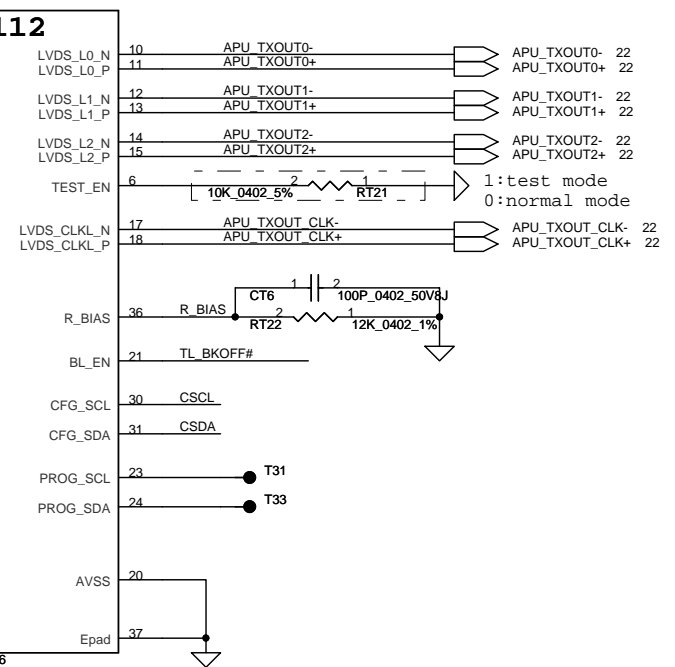 112
LVDS_L0_N 10 APU_TXOUT0- APU_TXOUT0- 22
LVDS_L0_P 11 APU_TXOUT0+ APU_TXOUT0+ 22
LVDS_L1_N 12 APU_TXOUT1- APU_TXOUT1- 22
LVDS_L1_P 13 APU_TXOUT1+ APU_TXOUT1+ 22
LVDS_L2_N 14 APU_TXOUT2- APU_TXOUT2- 22
LVDS_L2_P 15 APU_TXOUT2+ APU_TXOUT2+ 22
TEST_EN 6 2 1 1:test mode
10K_0402_5% RT21 0:normal mode
LVDS_CLKL_N 17 APU_TXOUT_CLK- APU_TXOUT_CLK- 22
LVDS_CLKL_P 18 APU_TXOUT_CLK+ APU_TXOUT_CLK+ 22
1 2
CT6 100P_0402_50V8J
R_BIAS 36 R_BIAS 2 1
RT22 12K_0402_1%
BL_EN 21 TL_BKOFF#
CFG_SCL 30 CSCL
CFG_SDA 31 CSDA
PROG_SCL 23 T31
PROG_SDA 24 T33
AVSS 20
Epad 37
6